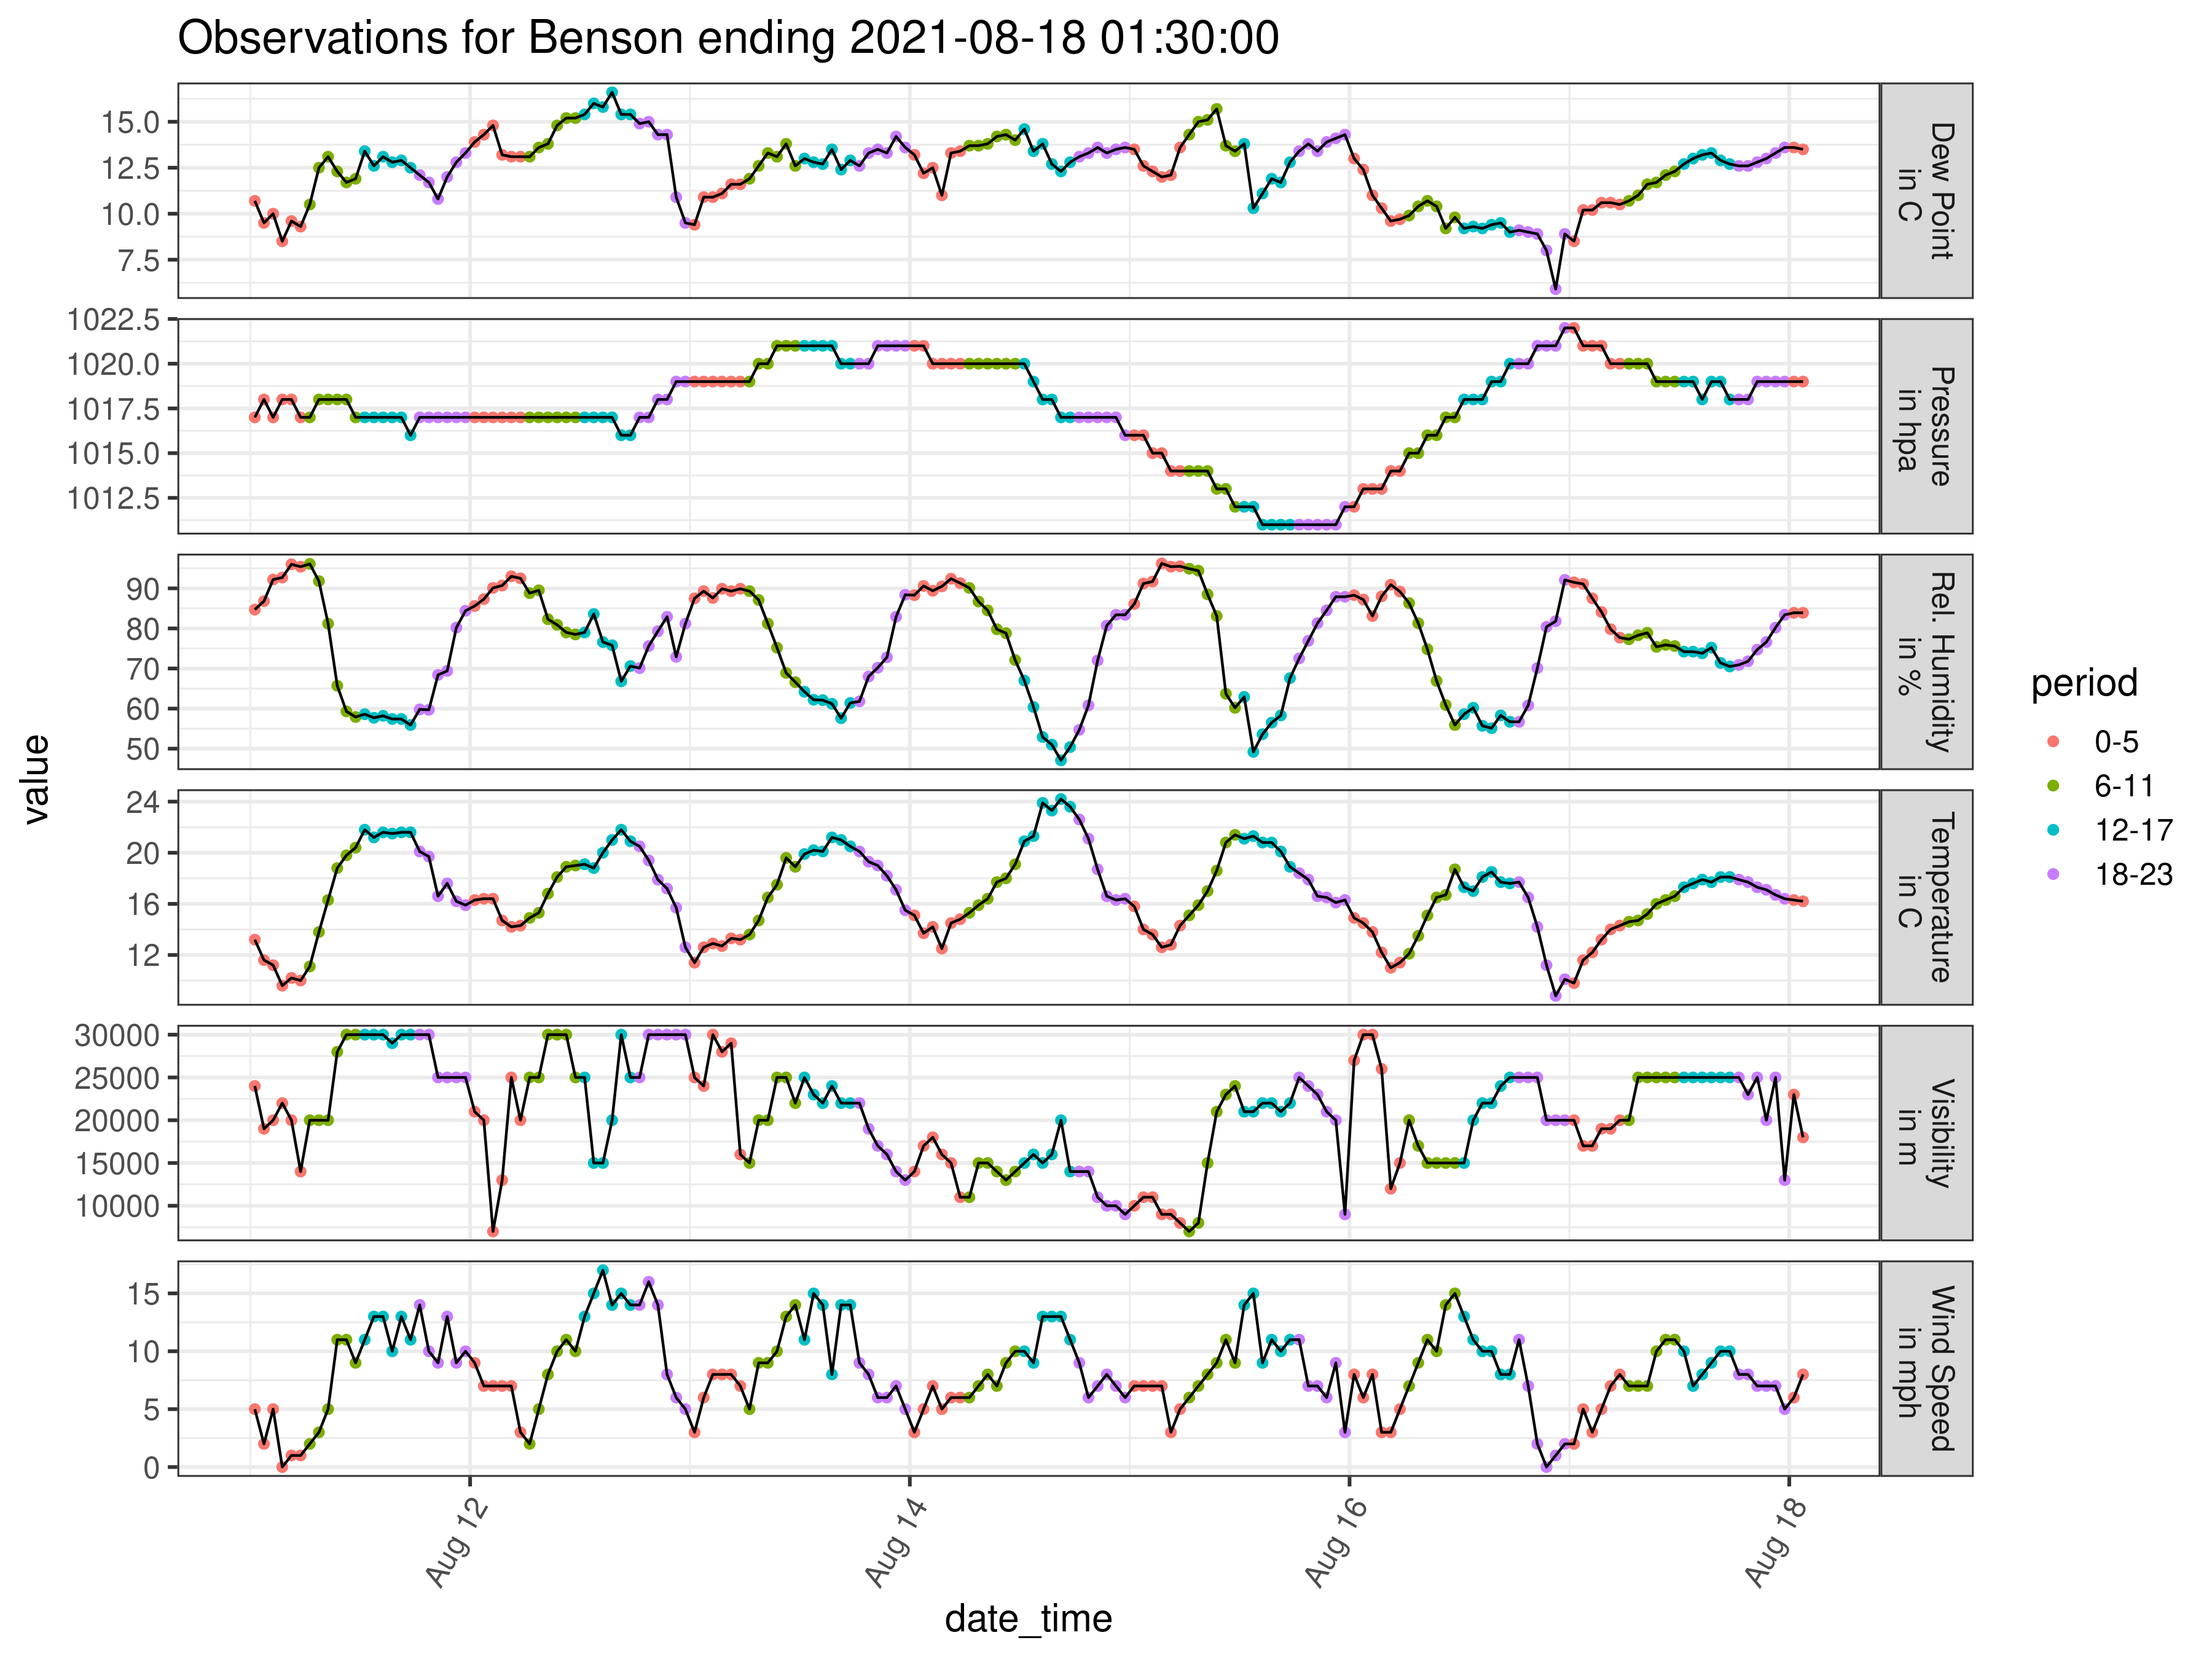 Observations for Benson ending 2021-08-18 01:30:00
15.0
12.5
10.0
7.5
Dew Point
in C
1022.5
1020.0
1017.5
1015.0
1012.5
Pressure
in hpa
90
80
70
60
50
Rel. Humidity
in %
24
20
16
12
Temperature
in C
30000
25000
20000
15000
10000
Visibility
in m
15
10
5
0
Wind Speed
in mph
value
Aug 12
Aug 14
Aug 16
Aug 18
date_time
period
0-5
6-11
12-17
18-23